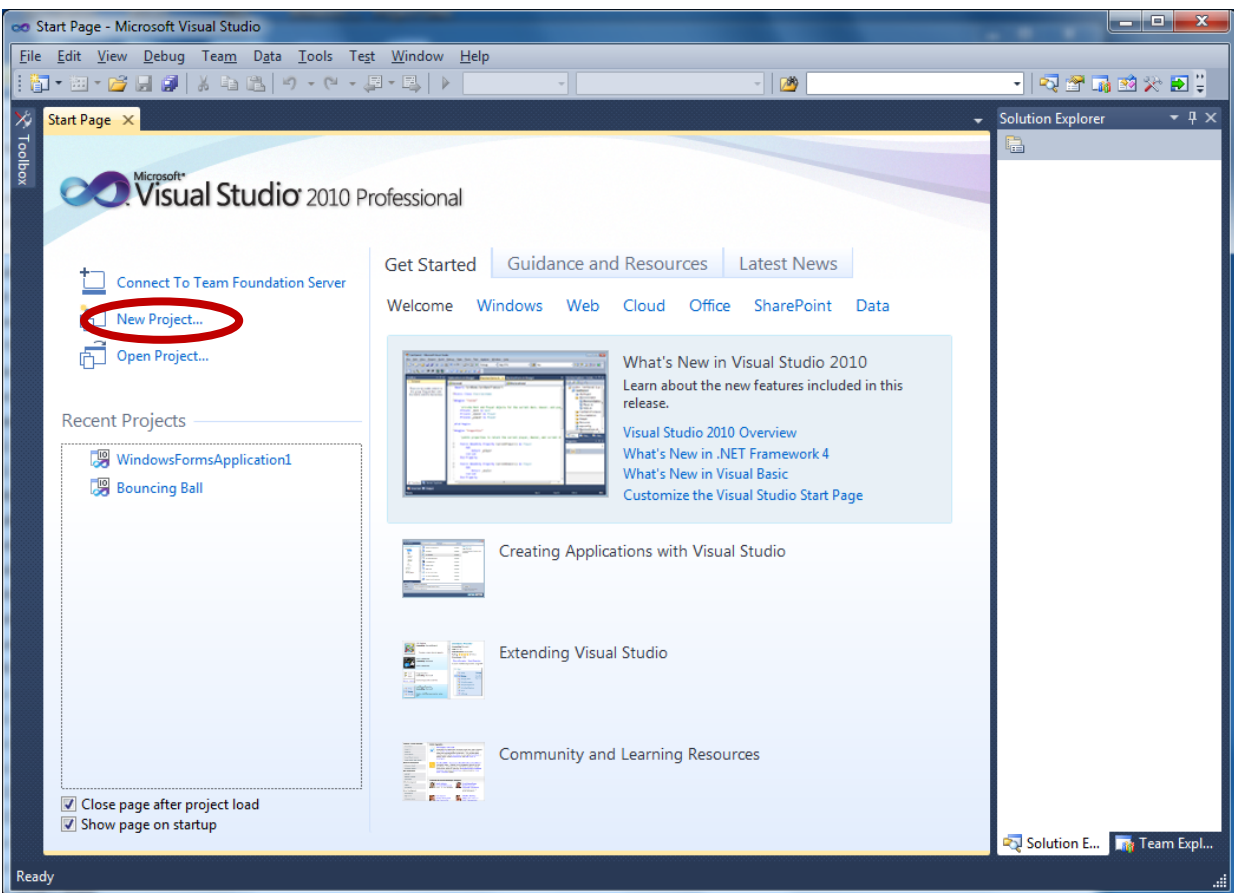 Start Page - Microsoft Visual Studio
File Edit View Debug Team Data Tools Test Window Help
Toolbox
Start Page
Solution Explorer
Microsoft
Visual Studio 2010 Professional
Connect To Team Foundation Server
New Project...
Open Project...
Recent Projects
WindowsFormsApplication1
Bouncing Ball
Close page after project load
Show page on startup
Get Started Guidance and Resources Latest News
Welcome Windows Web Cloud Office SharePoint Data
What's New in Visual Studio 2010
Learn about the new features included in this
release.
Visual Studio 2010 Overview
What's New in .NET Framework 4
What's New in Visual Basic
Customize the Visual Studio Start Page
Creating Applications with Visual Studio
Extending Visual Studio
Community and Learning Resources
Solution E... Team Expl...
Ready